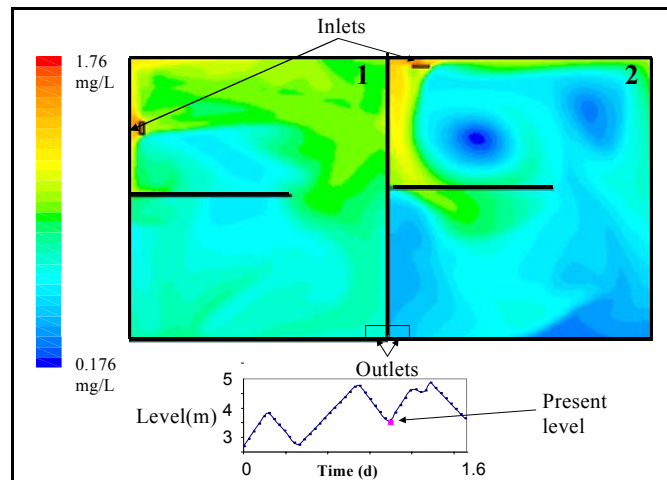 Inlets
1.76
mg/L
1
2
0.176
mg/L
Outlets
5
Level(m)
4
3
Present
level
0
Time (d)
1.6